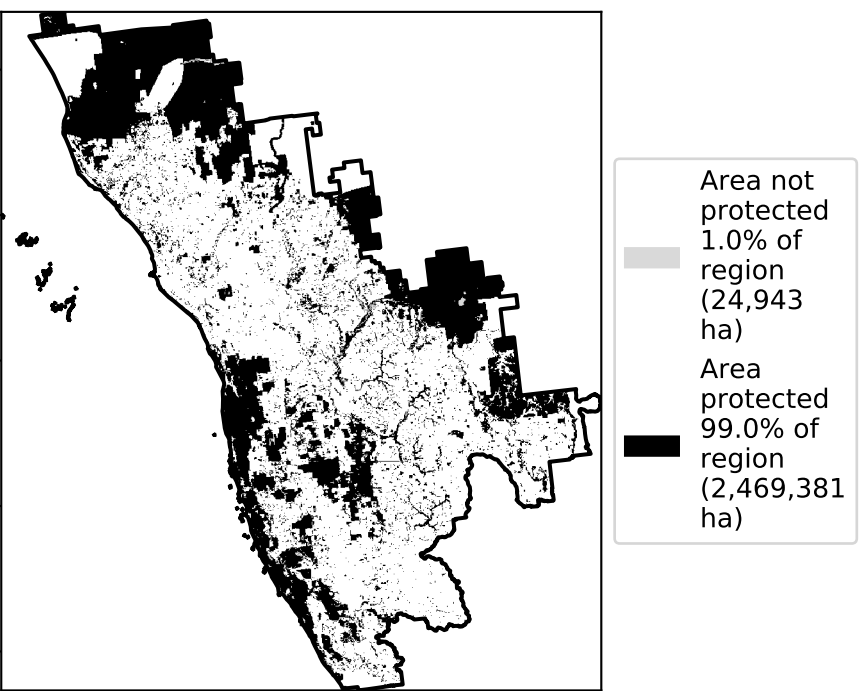 Area not
protected
1.0% of
region
(24,943
ha)
Area
protected
99.0% of
region
(2,469,381
ha)